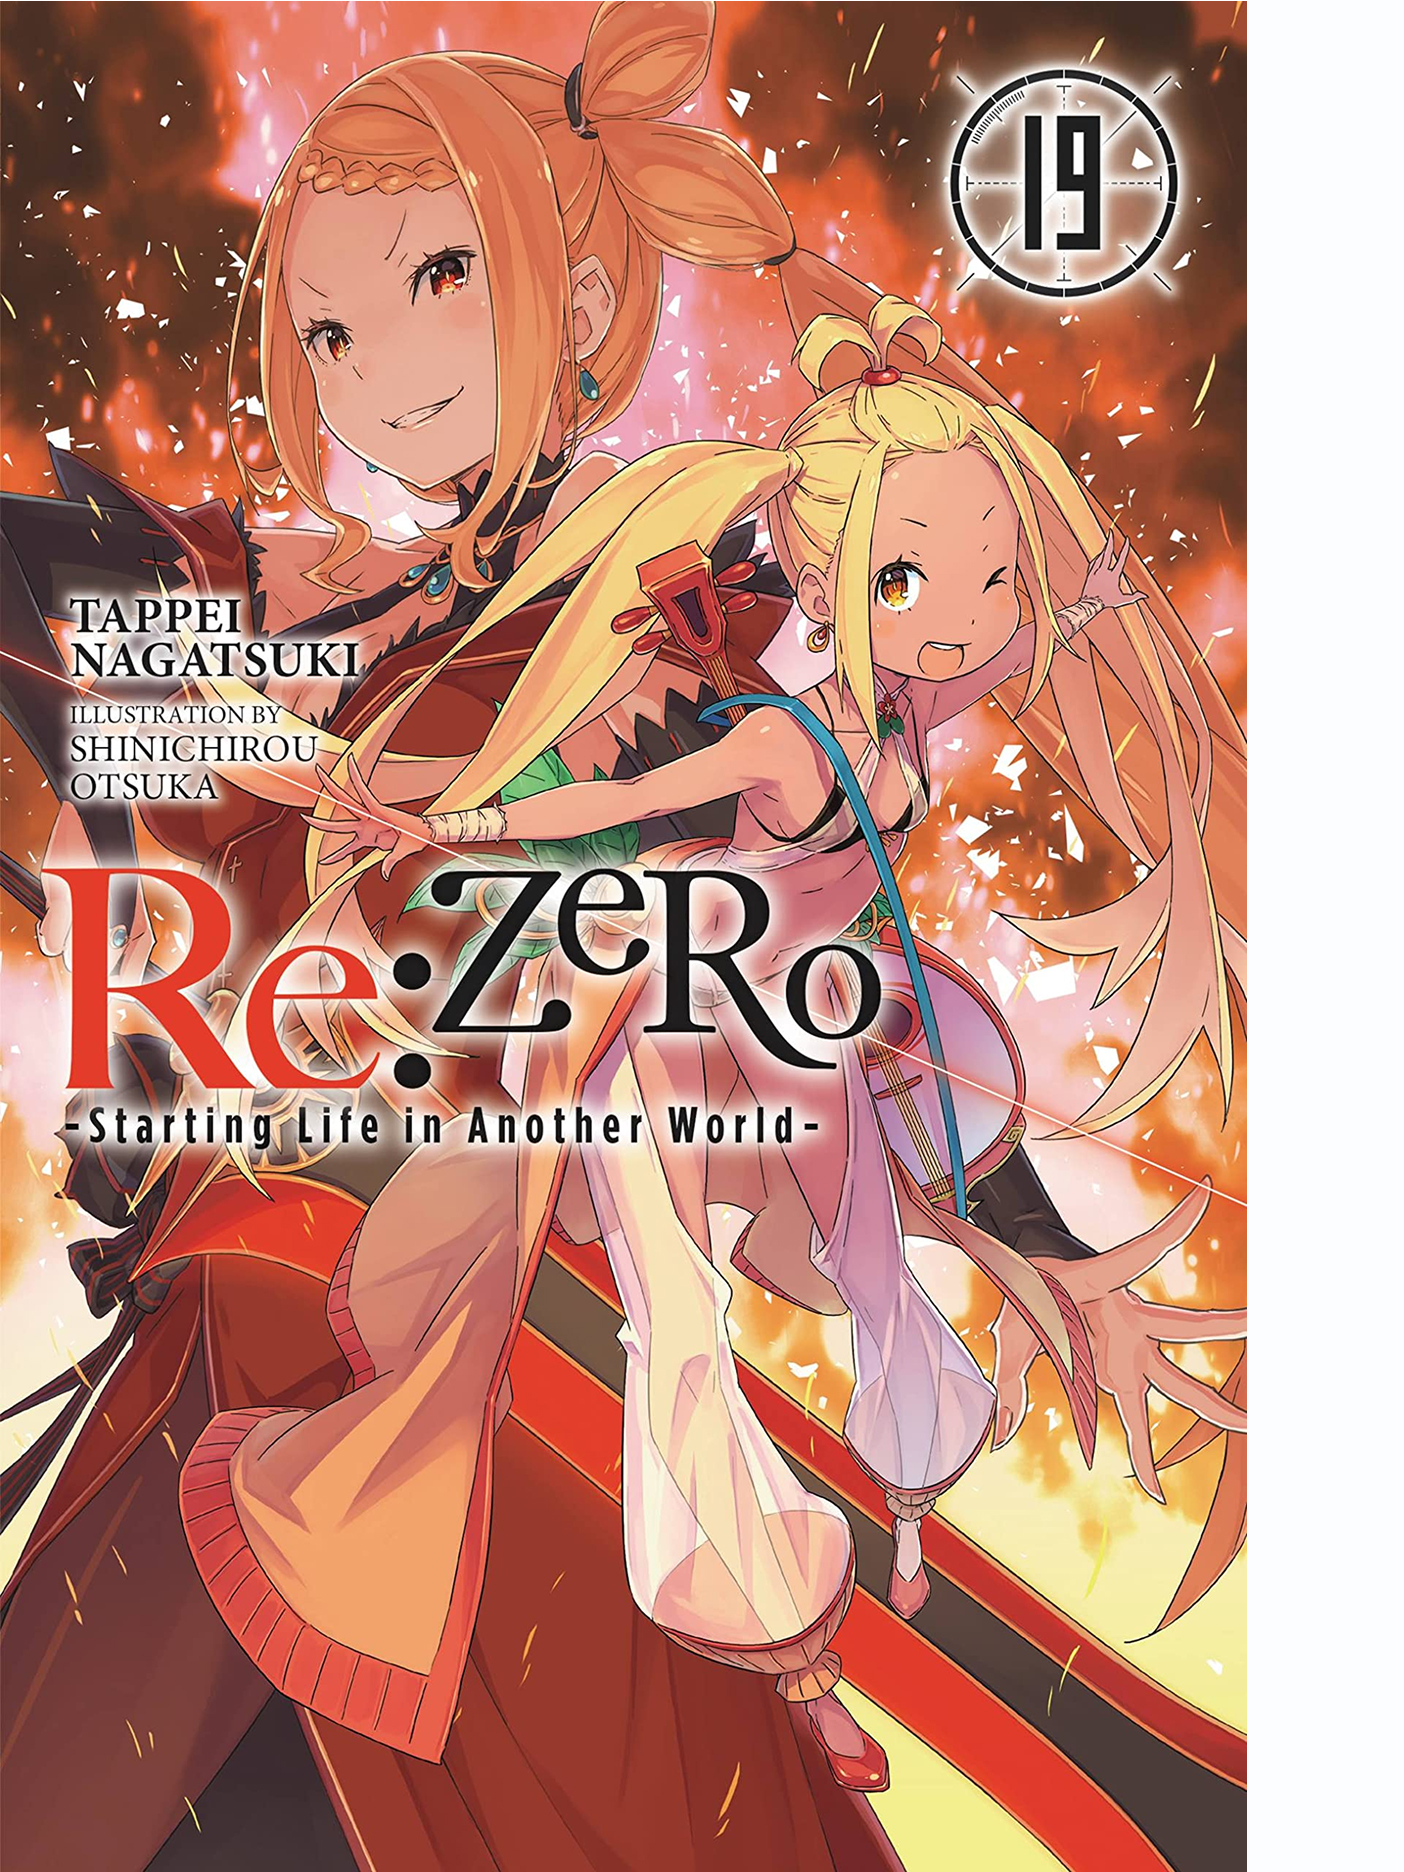 19
TAPPEI
NAGATSUKI
ILLUSTRATION BY
SHINICHIROU
OTSUKA
Re:ZeRo
-Starting Life in Another World-